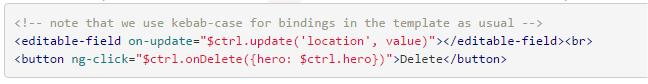 <!-- note that we use kebab-case for bindings in the template as usual -->
<editable-field on-update="$ctrl.update('location', value)"></editable-field><br>
<button ng-click="$ctrl.onDelete({hero: $ctrl.hero})">Delete</button>